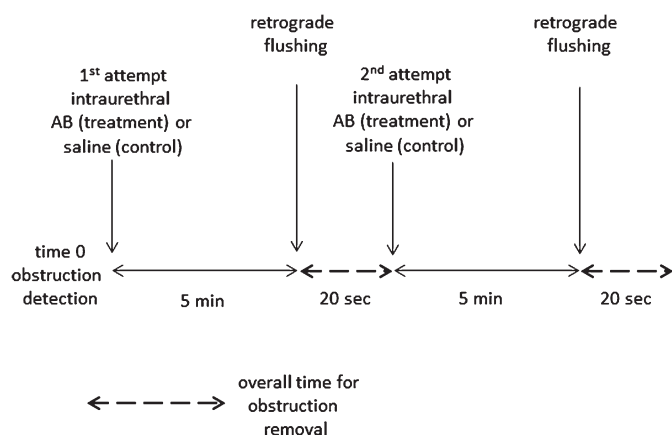 retrograde
flushing
retrograde
flushing
1st attempt
intraurethral
AB (treatment) or
saline (control)
2nd attempt
intraurethral
AB (treatment) or
saline (control)
time 0
obstruction
detection
5 min
20 sec
5 min
20 sec
overall time for
obstruction
removal